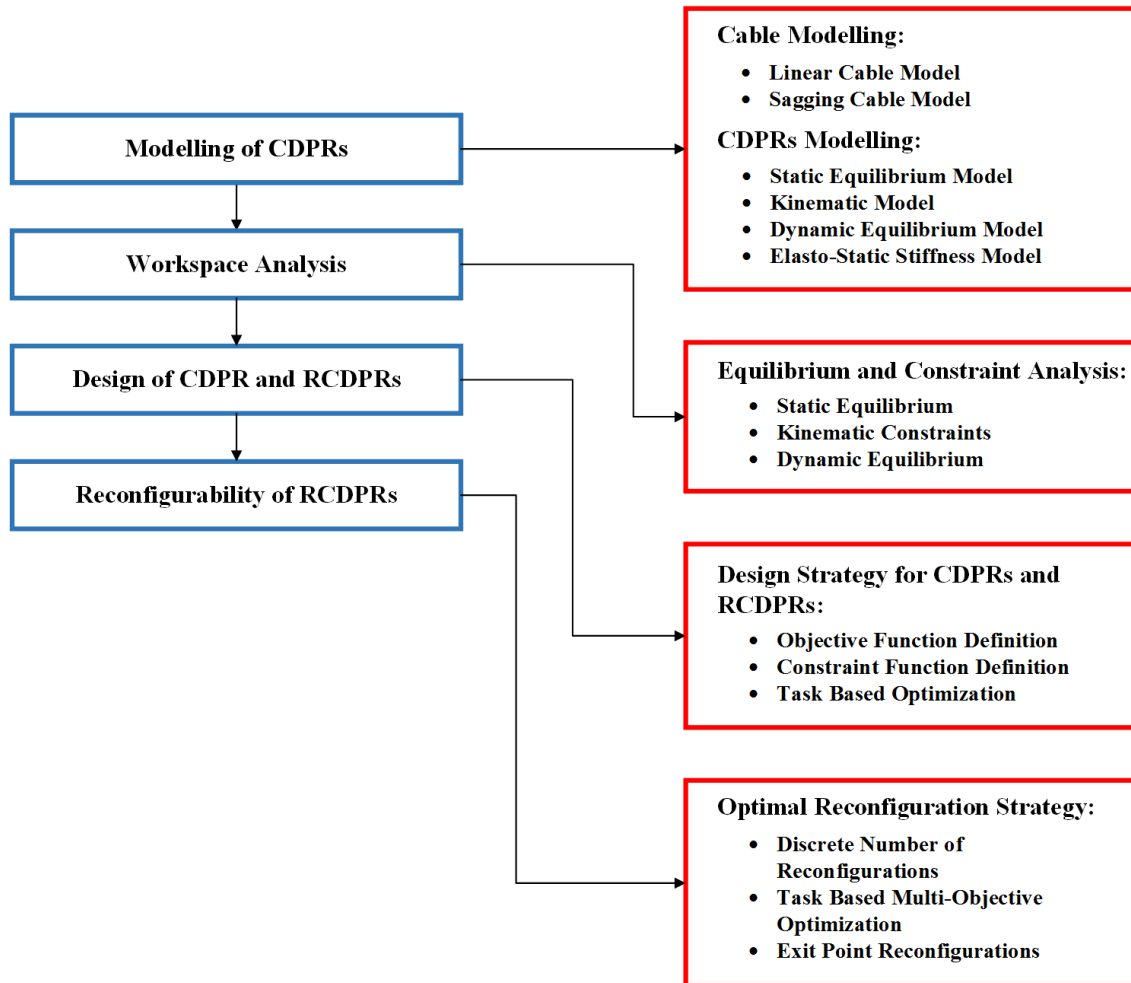 Modelling of CDPRs
Workspace Analysis
Design of CDPR and RCDPRs
Reconfigurability of RCDPRs
Cable Modelling:
• Linear Cable Model
• Sagging Cable Model
CDPRs Modelling:
• Static Equilibrium Model
• Kinematic Model
• Dynamic Equilibrium Model
• Elasto-Static Stiffness Model
Equilibrium and Constraint Analysis:
• Static Equilibrium
• Kinematic Constraints
• Dynamic Equilibrium
Design Strategy for CDPRs and
RCDPRs:
• Objective Function Definition
• Constraint Function Definition
• Task Based Optimization
Optimal Reconfiguration Strategy:
• Discrete Number of
Reconfigurations
• Task Based Multi-Objective
Optimization
• Exit Point Reconfigurations